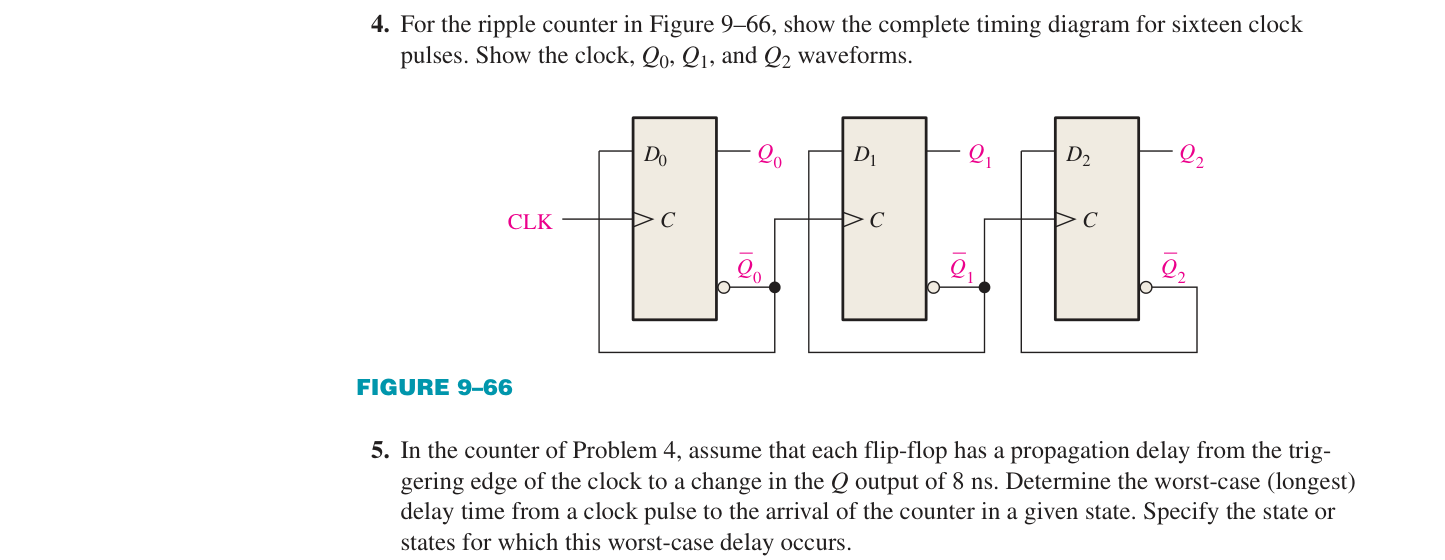 4. For the ripple counter in Figure 9–66, show the complete timing diagram for sixteen clock
pulses. Show the clock, Q₀, Q₁, and Q₂ waveforms.
D₀ Q₀ D₁ Q₁ D₂ Q₂
CLK C C C
Q̅₀ Q̅₁ Q̅₂
FIGURE 9–66
5. In the counter of Problem 4, assume that each flip-flop has a propagation delay from the trig-
gering edge of the clock to a change in the Q output of 8 ns. Determine the worst-case (longest)
delay time from a clock pulse to the arrival of the counter in a given state. Specify the state or
states for which this worst-case delay occurs.